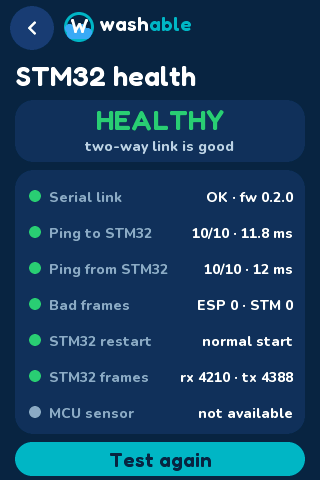 W washable
STM32 health
HEALTHY
two-way link is good
Serial link OK · fw 0.2.0
Ping to STM32 10/10 · 11.8 ms
Ping from STM32 10/10 · 12 ms
Bad frames ESP 0 · STM 0
STM32 restart normal start
STM32 frames rx 4210 · tx 4388
MCU sensor not available
Test again